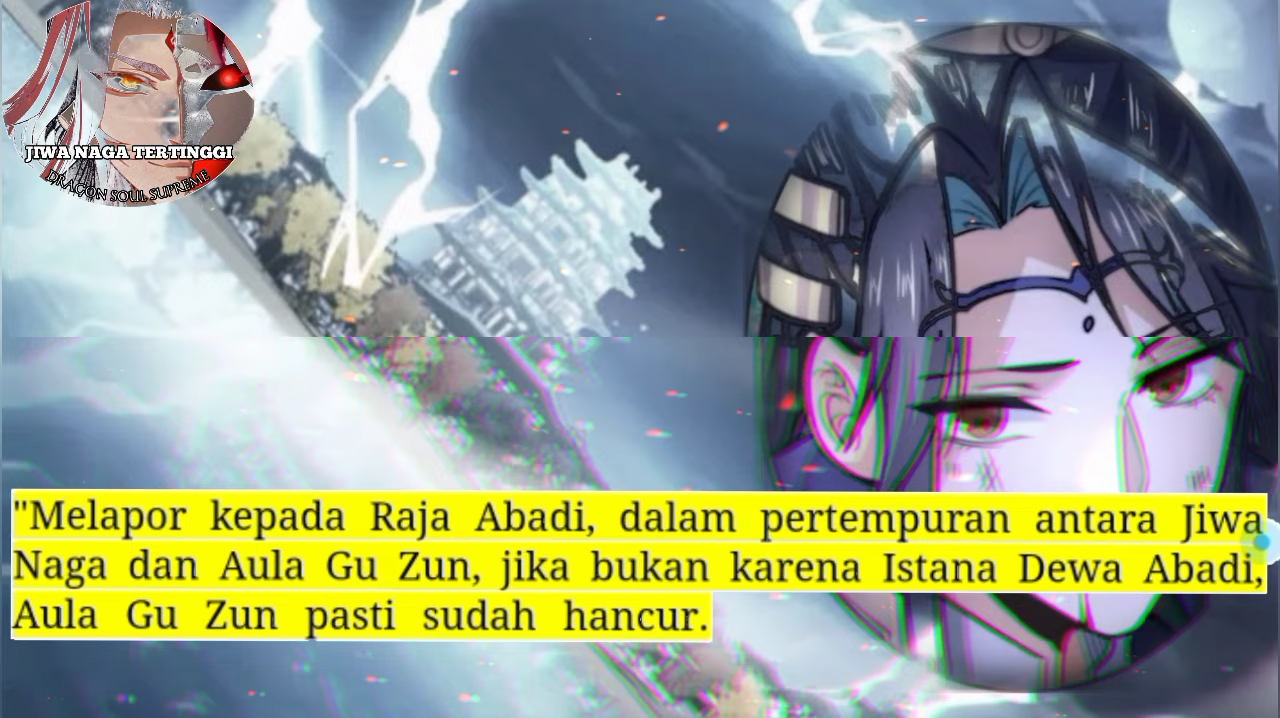 JIWA NAGA TERTINGGI
DRAGON SOUL SUPREME
"Melapor kepada Raja Abadi, dalam pertempuran antara Jiwa
Naga dan Aula Gu Zun, jika bukan karena Istana Dewa Abadi,
Aula Gu Zun pasti sudah hancur.